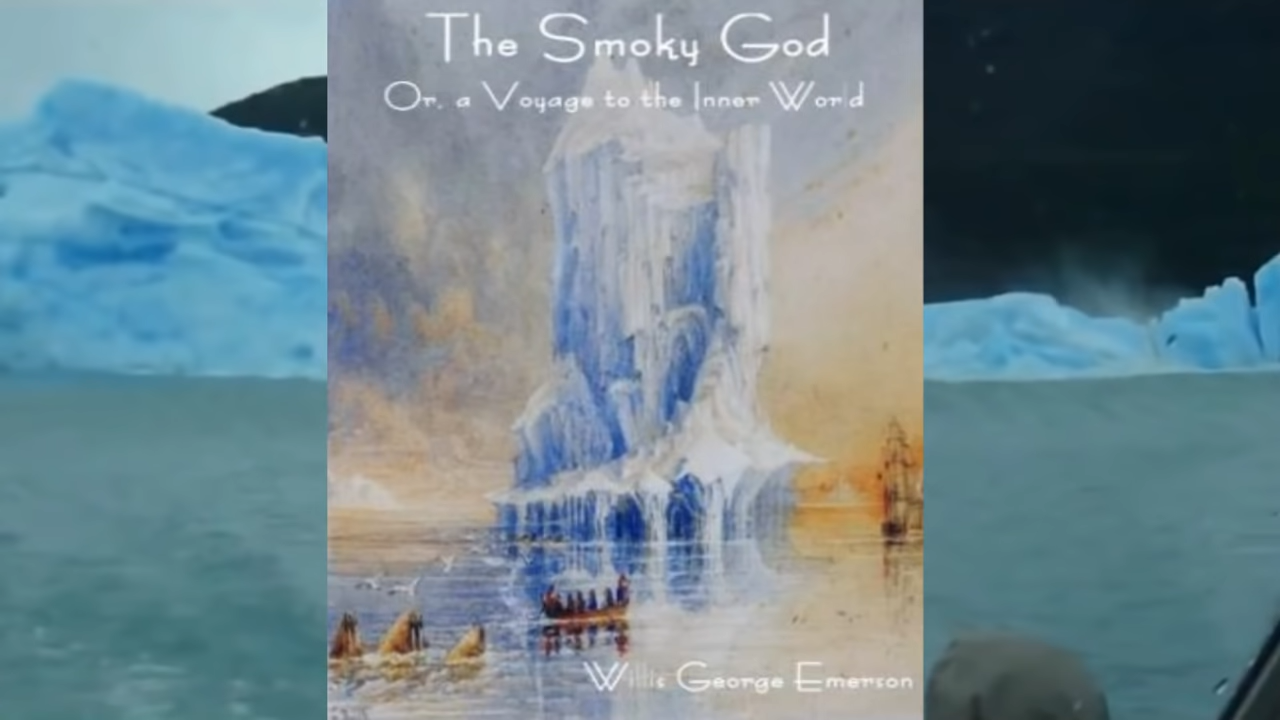 The Smoky God
Or, a Voyage to the Inner World
Willis George Emerson